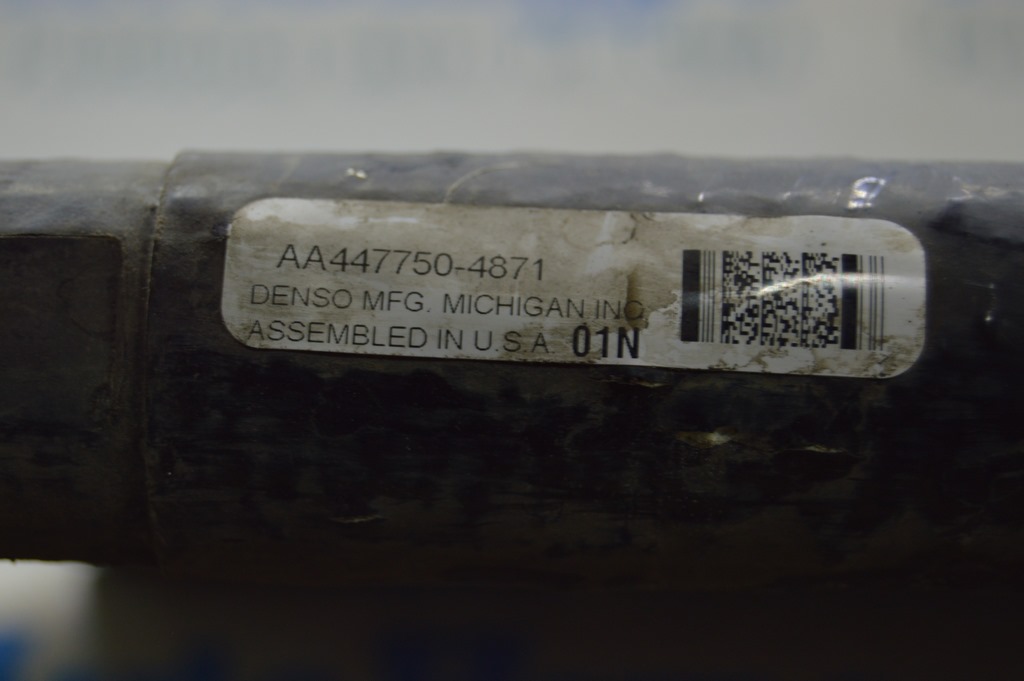 AA447750-4871
DENSO MFG. MICHIGAN INC
ASSEMBLED IN U.S.A. 01N